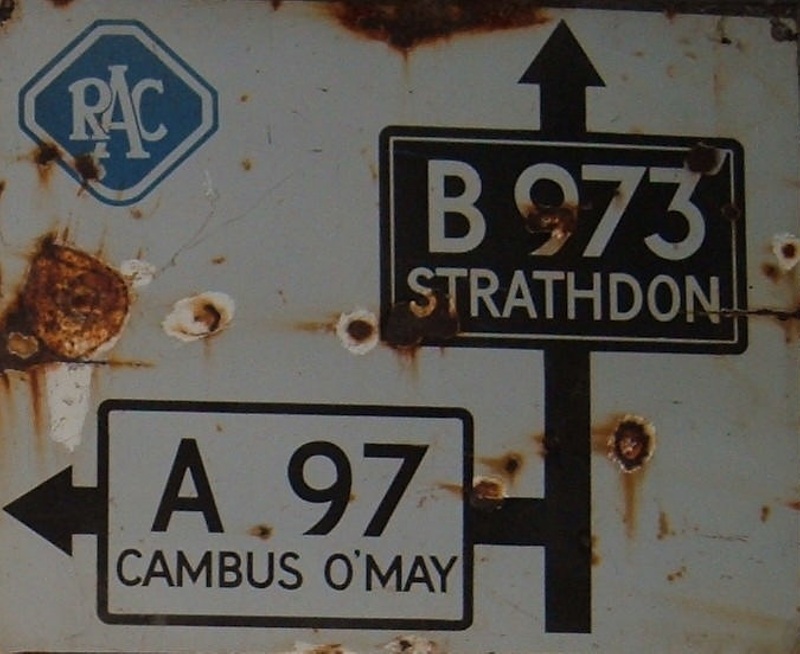 RAC
B 973
STRATHDON
A 97
CAMBUS O'MAY